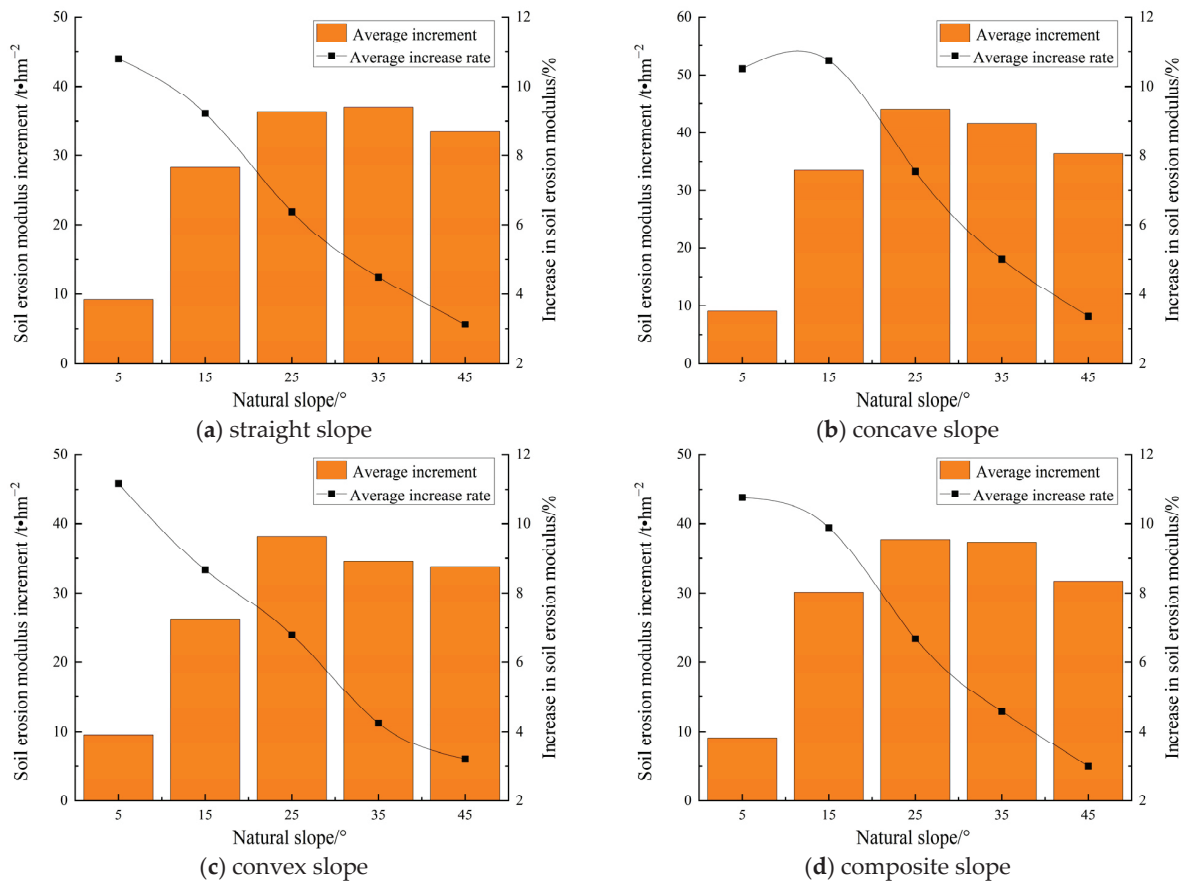 50
40
30
20
10
0
Soil erosion modulus increment /t•hm−2
12
10
8
6
4
2
Increase in soil erosion modulus/%
Average increment
Average increase rate
5 15 25 35 45
Natural slope/°
(a) straight slope
60
50
40
30
20
10
0
Soil erosion modulus increment /t•hm−2
12
10
8
6
4
2
Increase in soil erosion modulus/%
Average increment
Average increase rate
5 15 25 35 45
Natural slope/°
(b) concave slope
50
40
30
20
10
0
Soil erosion modulus increment /t•hm−2
12
10
8
6
4
2
Increase in soil erosion modulus/%
Average increment
Average increase rate
5 15 25 35 45
Natural slope/°
(c) convex slope
50
40
30
20
10
0
Soil erosion modulus increment /t•hm−2
12
10
8
6
4
2
Increase in soil erosion modulus/%
Average increment
Average increase rate
5 15 25 35 45
Natural slope/°
(d) composite slope